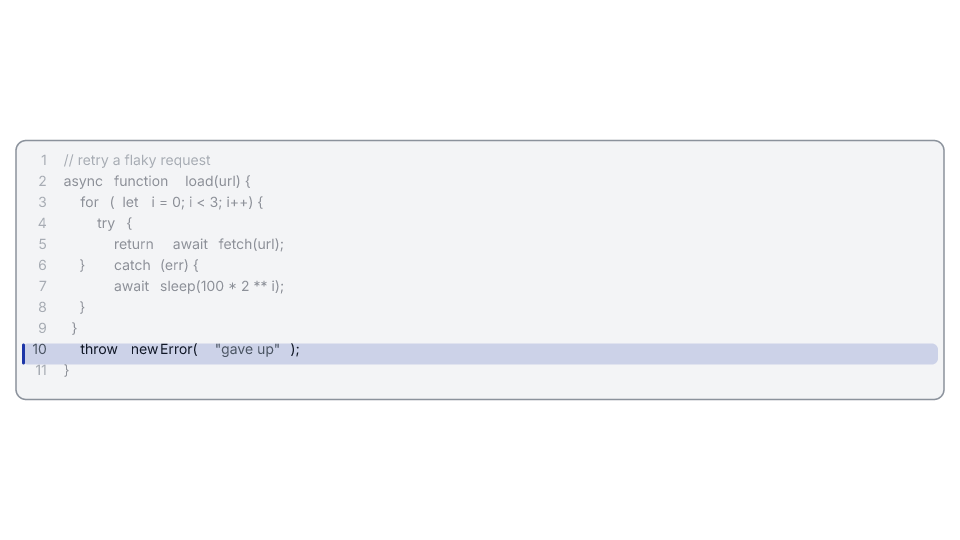 1 // retry a flaky request
2 async function load(url) {
3 for ( let i = 0; i < 3; i++) {
4 try {
5 return await fetch(url);
6 } catch (err) {
7 await sleep(100 * 2 ** i);
8 }
9 }
10 throw new Error( "gave up" );
11 }